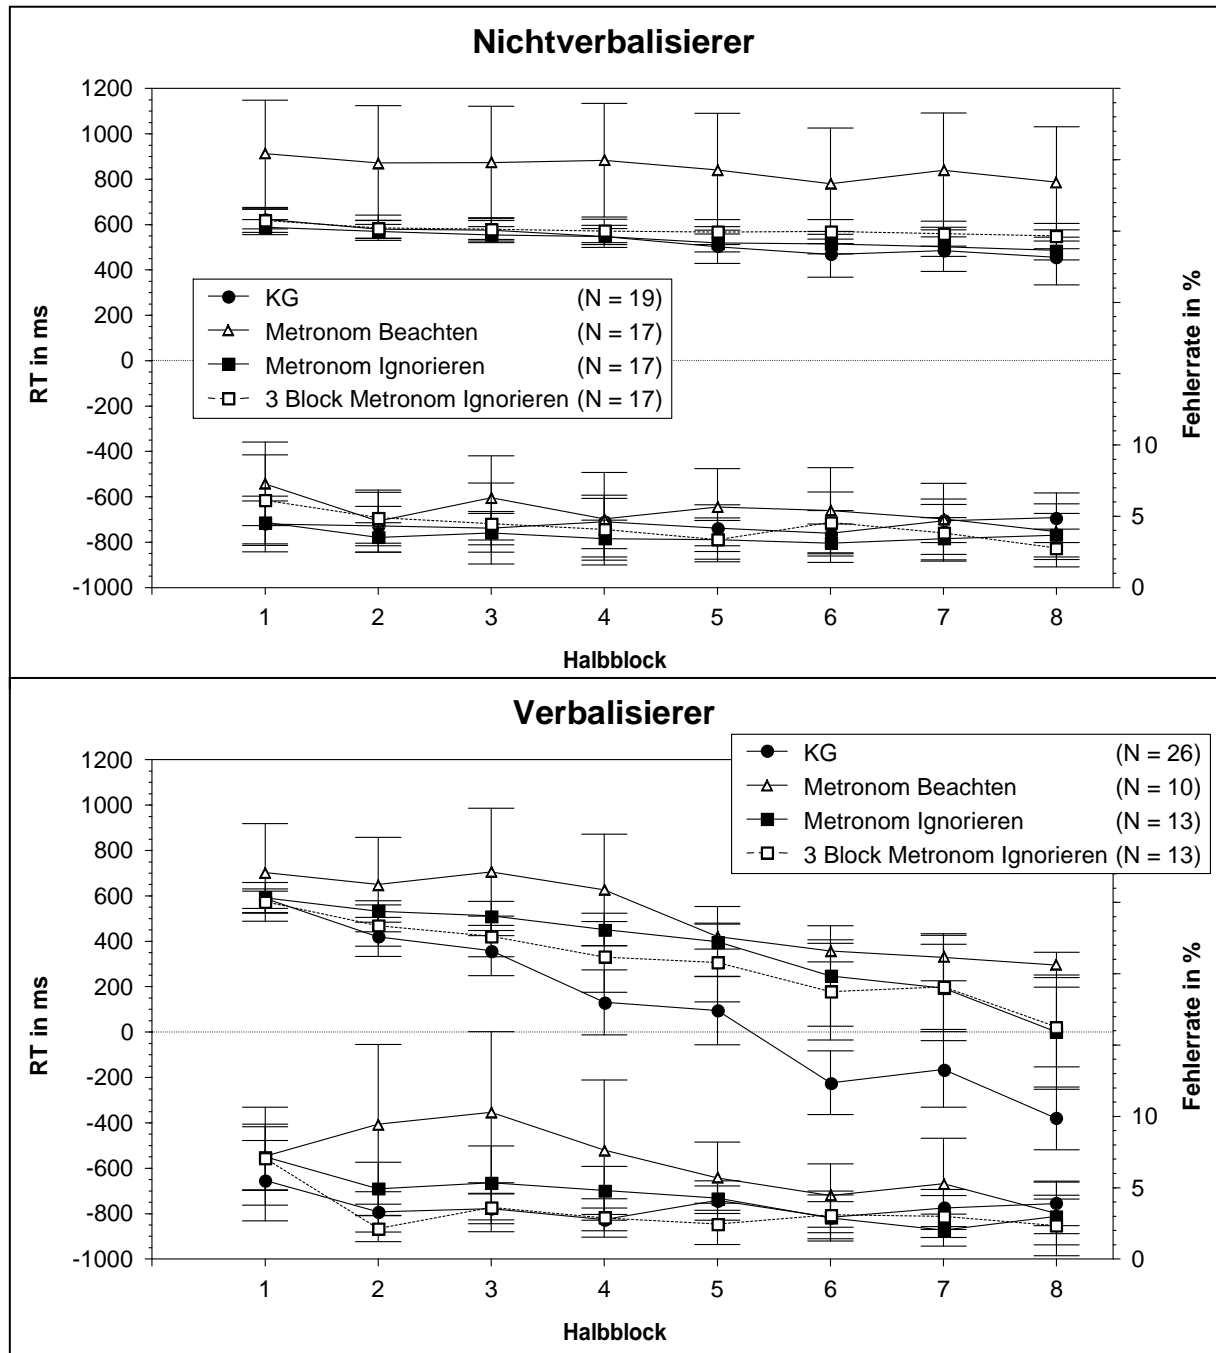 Nichtverbalisierer
1200
1000
800
600
400
200
0
-200
-400
-600
-800
-1000
RT in ms
KG (N = 19)
Metronom Beachten (N = 17)
Metronom Ignorieren (N = 17)
3 Block Metronom Ignorieren (N = 17)
10
5
0
Fehlerrate in %
1 2 3 4 5 6 7 8
Halbblock
Verbalisierer
KG (N = 26)
Metronom Beachten (N = 10)
Metronom Ignorieren (N = 13)
3 Block Metronom Ignorieren (N = 13)
1200
1000
800
600
400
200
0
-200
-400
-600
-800
-1000
RT in ms
10
5
0
Fehlerrate in %
1 2 3 4 5 6 7 8
Halbblock